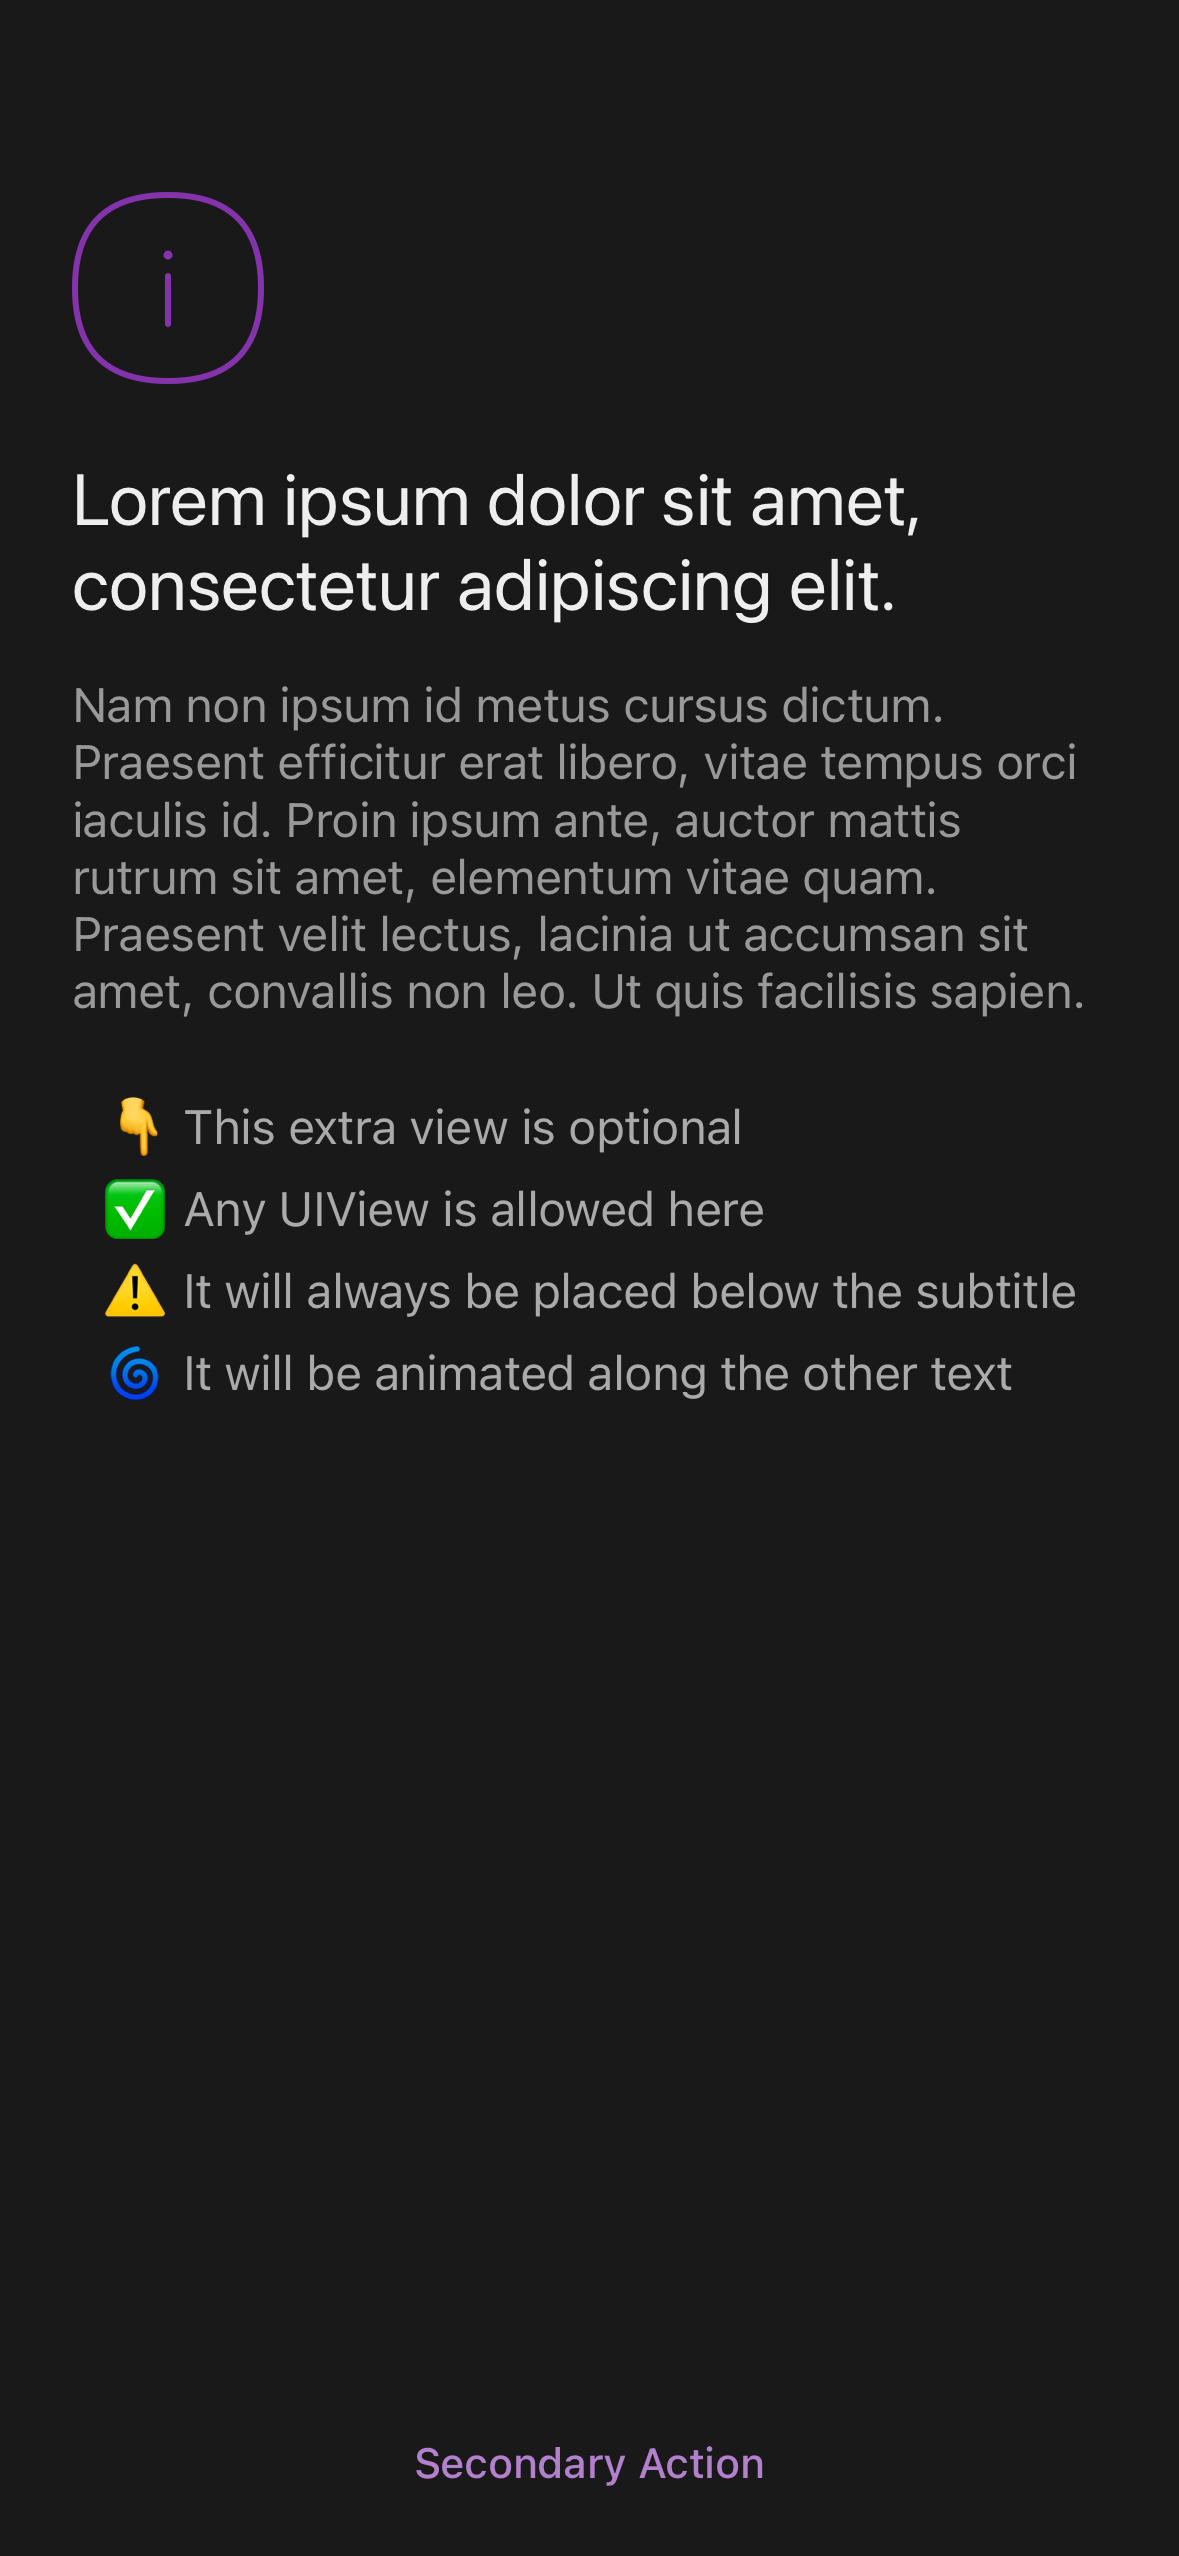 Lorem ipsum dolor sit amet,
consectetur adipiscing elit.
Nam non ipsum id metus cursus dictum.
Praesent efficitur erat libero, vitae tempus orci
iaculis id. Proin ipsum ante, auctor mattis
rutrum sit amet, elementum vitae quam.
Praesent velit lectus, lacinia ut accumsan sit
amet, convallis non leo. Ut quis facilisis sapien.
👇 This extra view is optional
✅ Any UIView is allowed here
⚠️ It will always be placed below the subtitle
🌀 It will be animated along the other text
Secondary Action